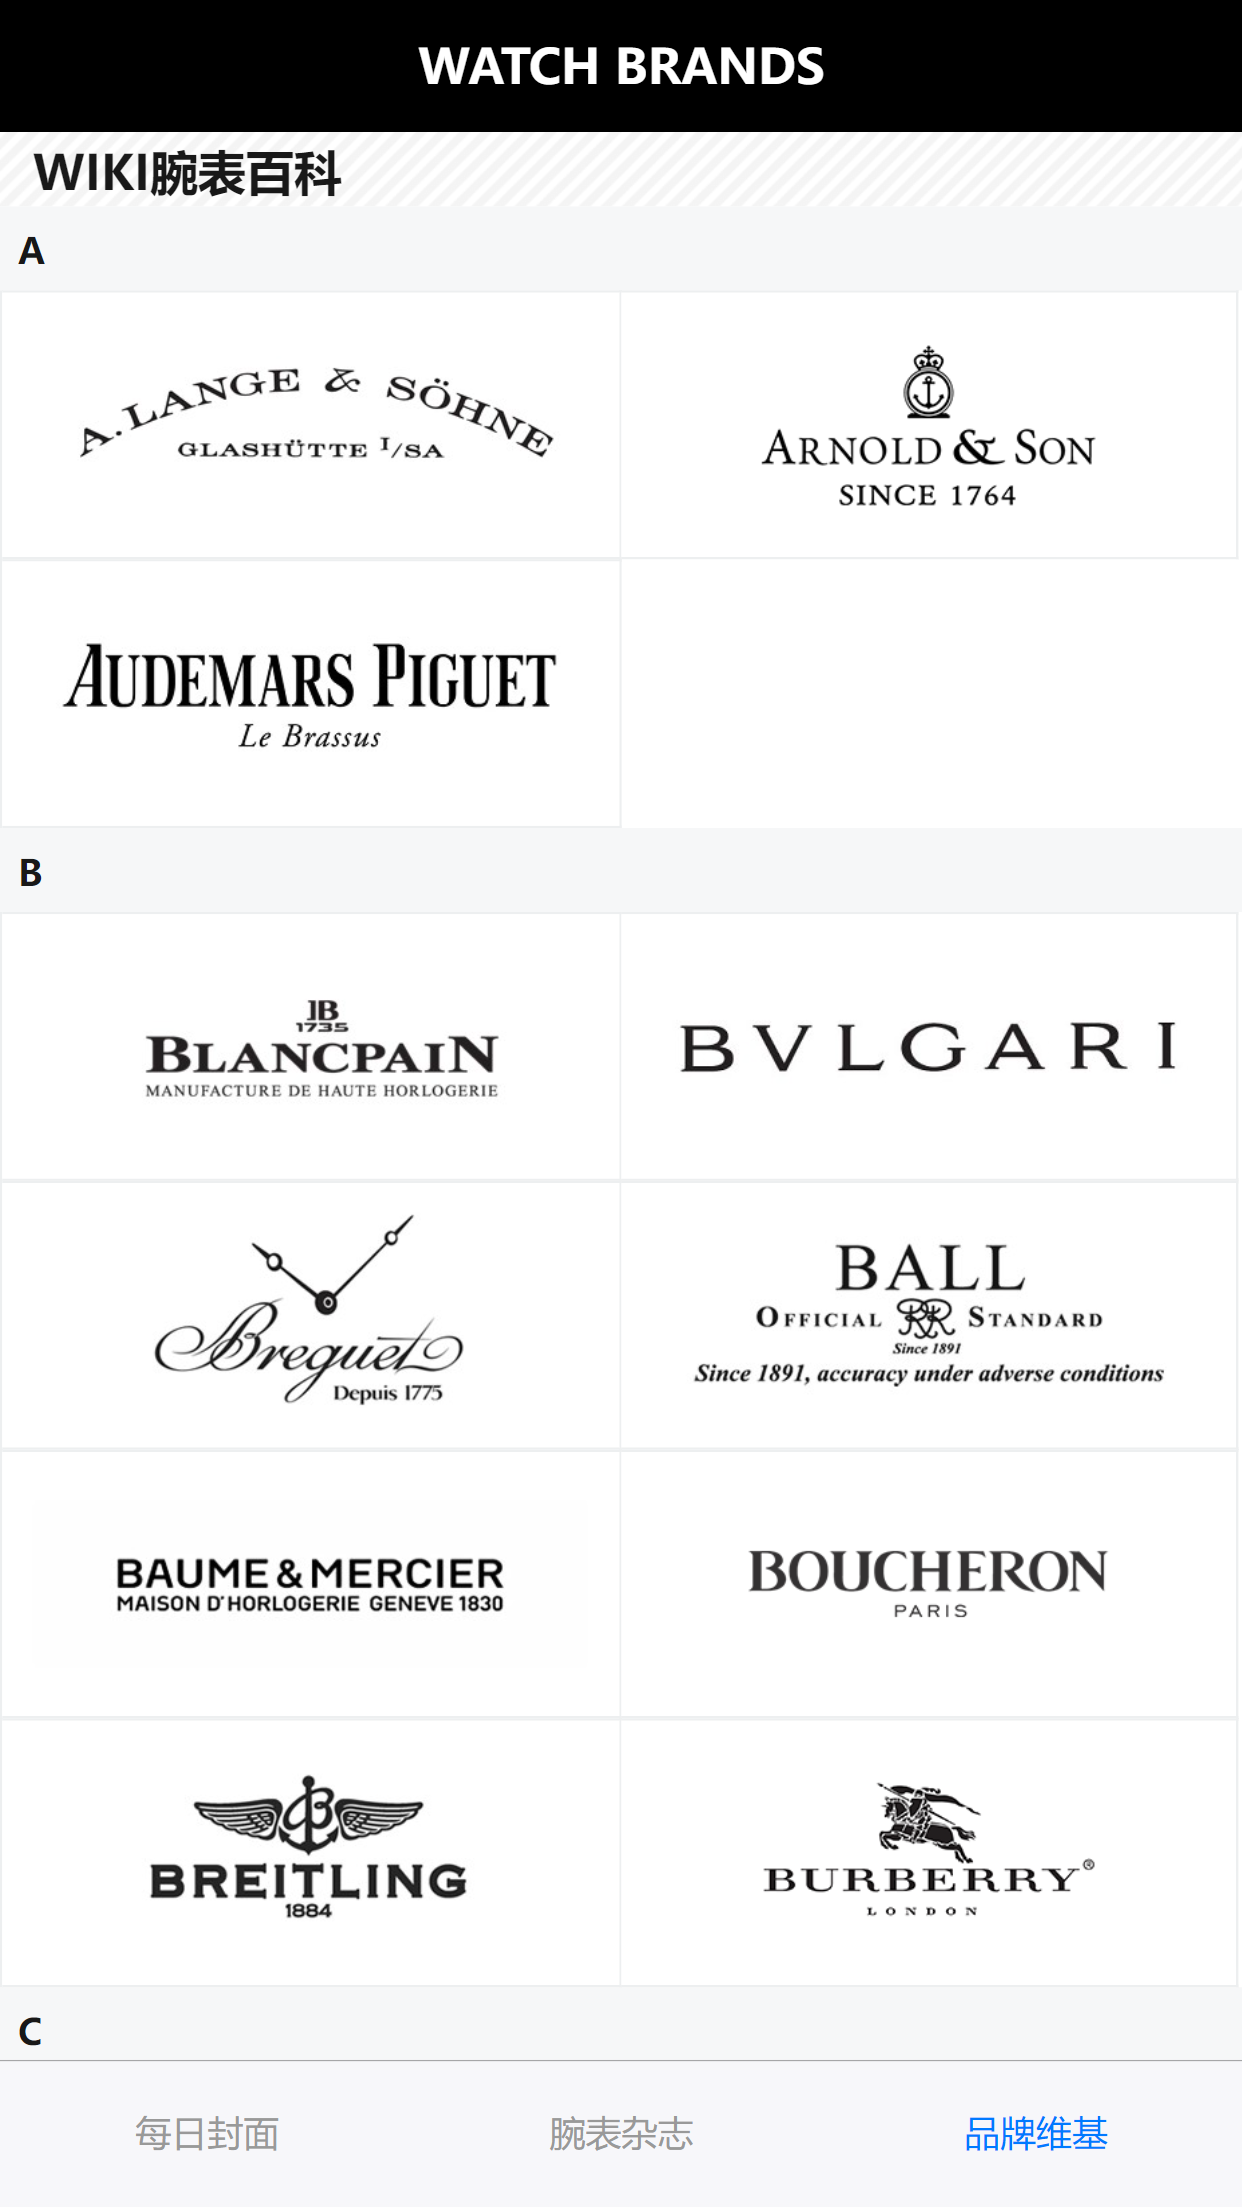 WATCH BRANDS
WIKI腕表百科
A
A. LANGE & SÖHNE
GLASHÜTTE I/SA
ARNOLD & SON
SINCE 1764
AUDEMARS PIGUET
Le Brassus
B
JB
1735
BLANCPAIN
MANUFACTURE DE HAUTE HORLOGERIE
BVLGARI
Breguet
Depuis 1775
BALL
OFFICIAL RR STANDARD
Since 1891
Since 1891, accuracy under adverse conditions
BAUME & MERCIER
MAISON D'HORLOGERIE GENEVE 1830
BOUCHERON
PARIS
B
BREITLING
1884
BURBERRY®
LONDON
C
每日封面
腕表杂志
品牌维基